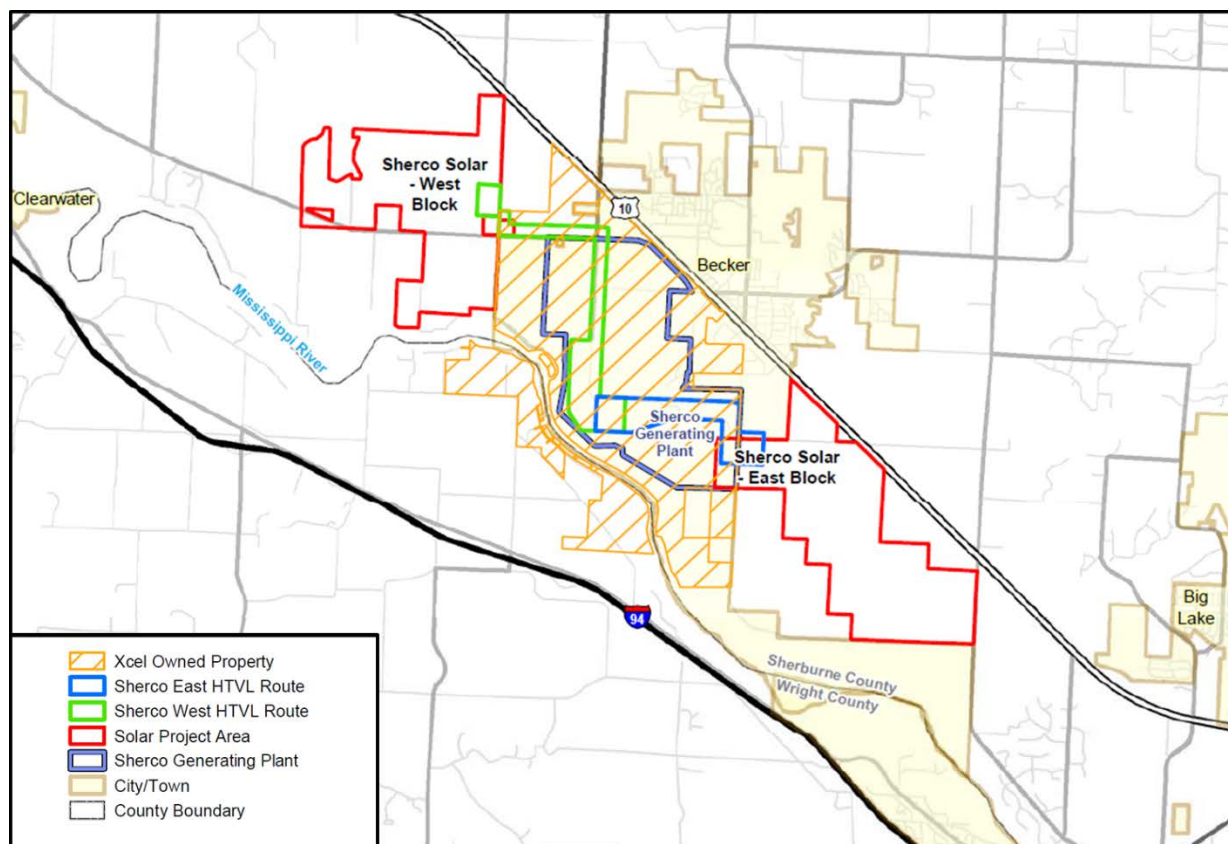 Sherco Solar
- West
Block
Clearwater
10
Becker
Mississippi River
Sherco
Generating
Plant
Sherco Solar
- East Block
Big
Lake
94
Sherburne County
Wright County
Xcel Owned Property
Sherco East HTVL Route
Sherco West HTVL Route
Solar Project Area
Sherco Generating Plant
City/Town
County Boundary